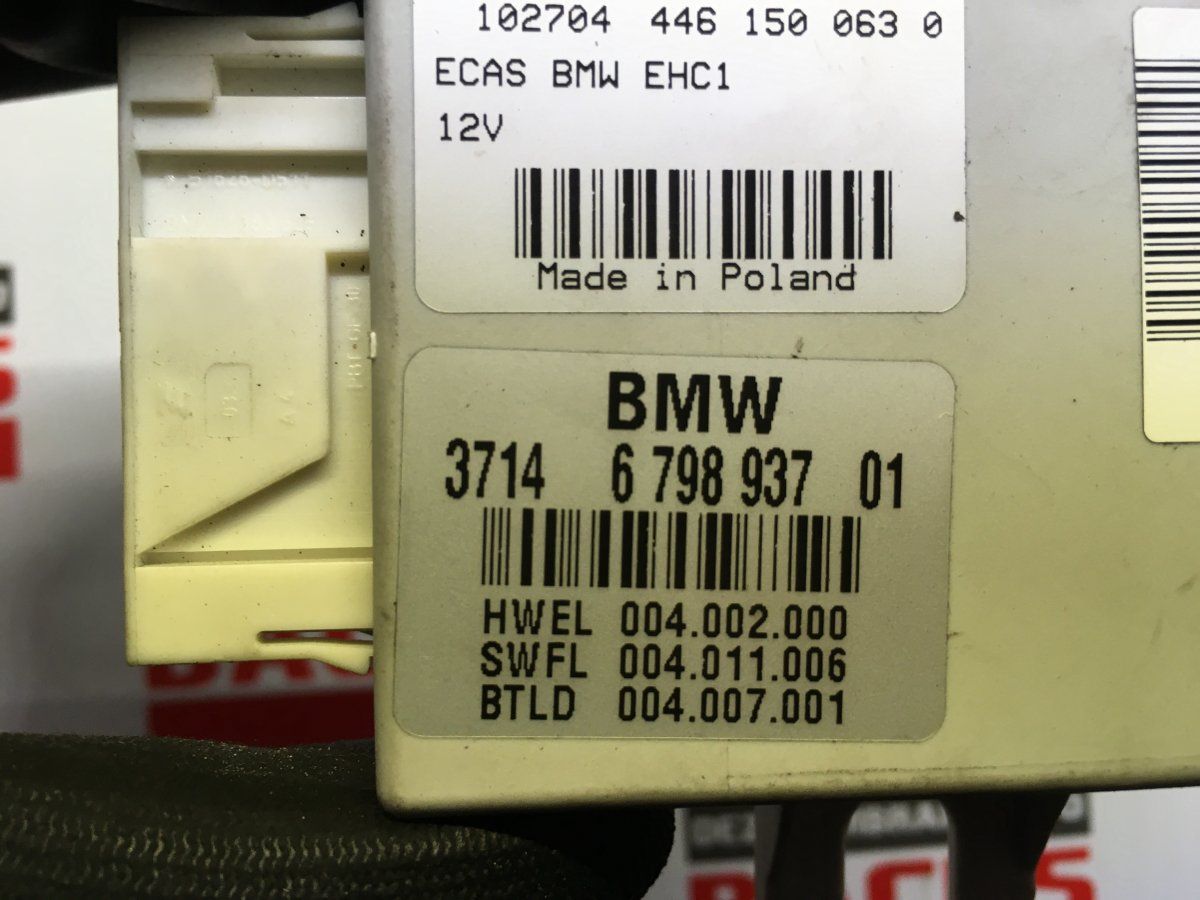 102704 446 150 063 0
ECAS BMW EHC1
12V
Made in Poland
BMW
3714 6 798 937 01
HWEL 004.002.000
SWFL 004.011.006
BTLD 004.007.001